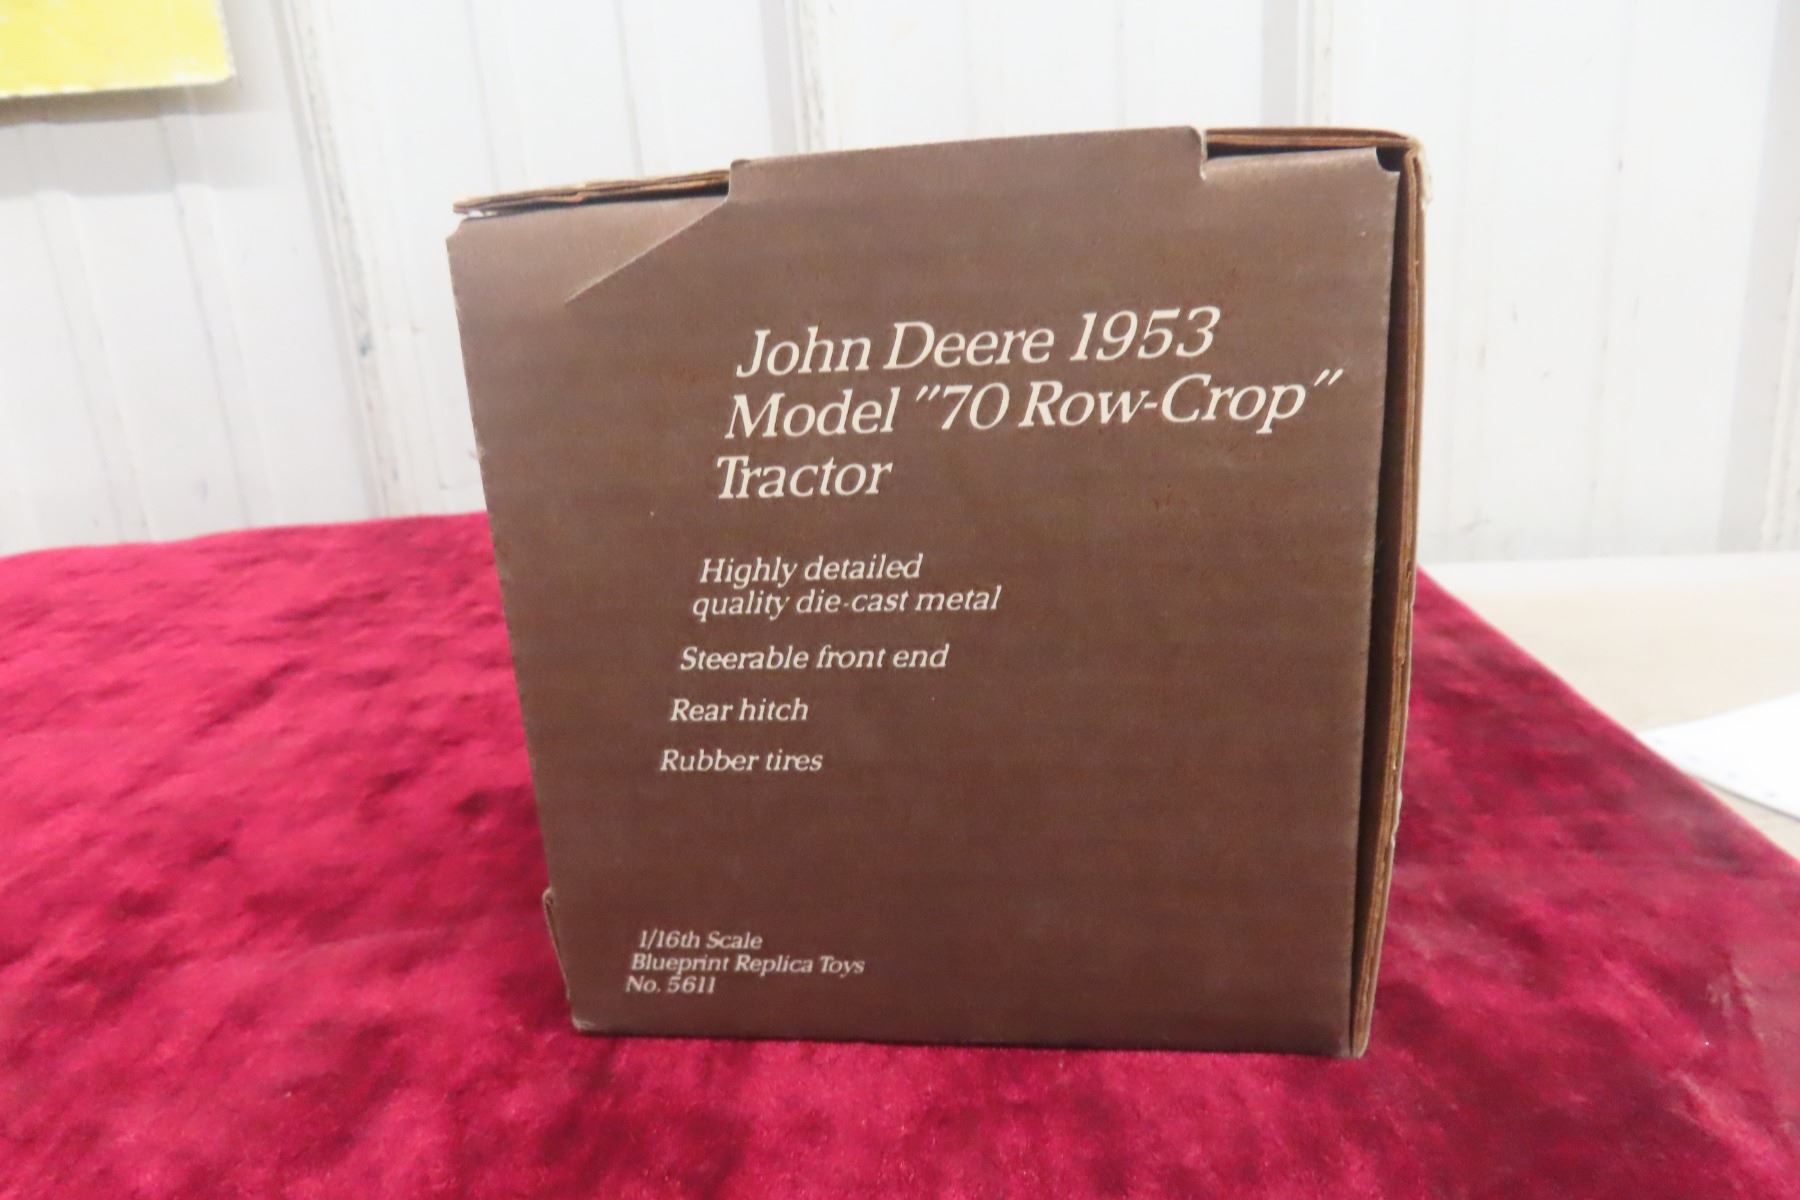 John Deere 1953
Model "70 Row-Crop"
Tractor
Highly detailed
quality die-cast metal
Steerable front end
Rear hitch
Rubber tires
1/16th Scale
Blueprint Replica Toys
No. 5611